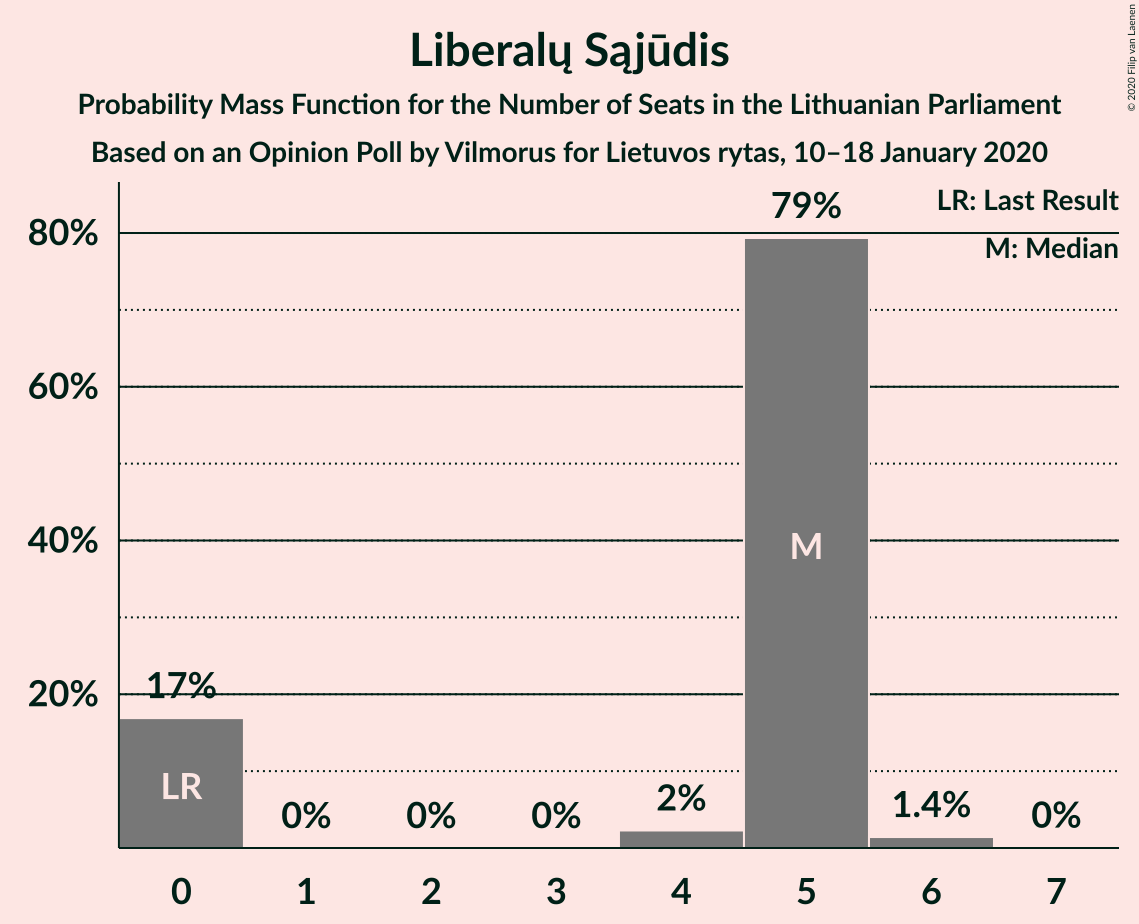 Liberalų Sąjūdis
Probability Mass Function for the Number of Seats in the Lithuanian Parliament
Based on an Opinion Poll by Vilmorus for Lietuvos rytas, 10–18 January 2020
© 2020 Filip van Laenen
LR: Last Result
M: Median
80%
60%
40%
20%
17%
0%
0%
0%
2%
79%
1.4%
0%
LR
M
0 1 2 3 4 5 6 7